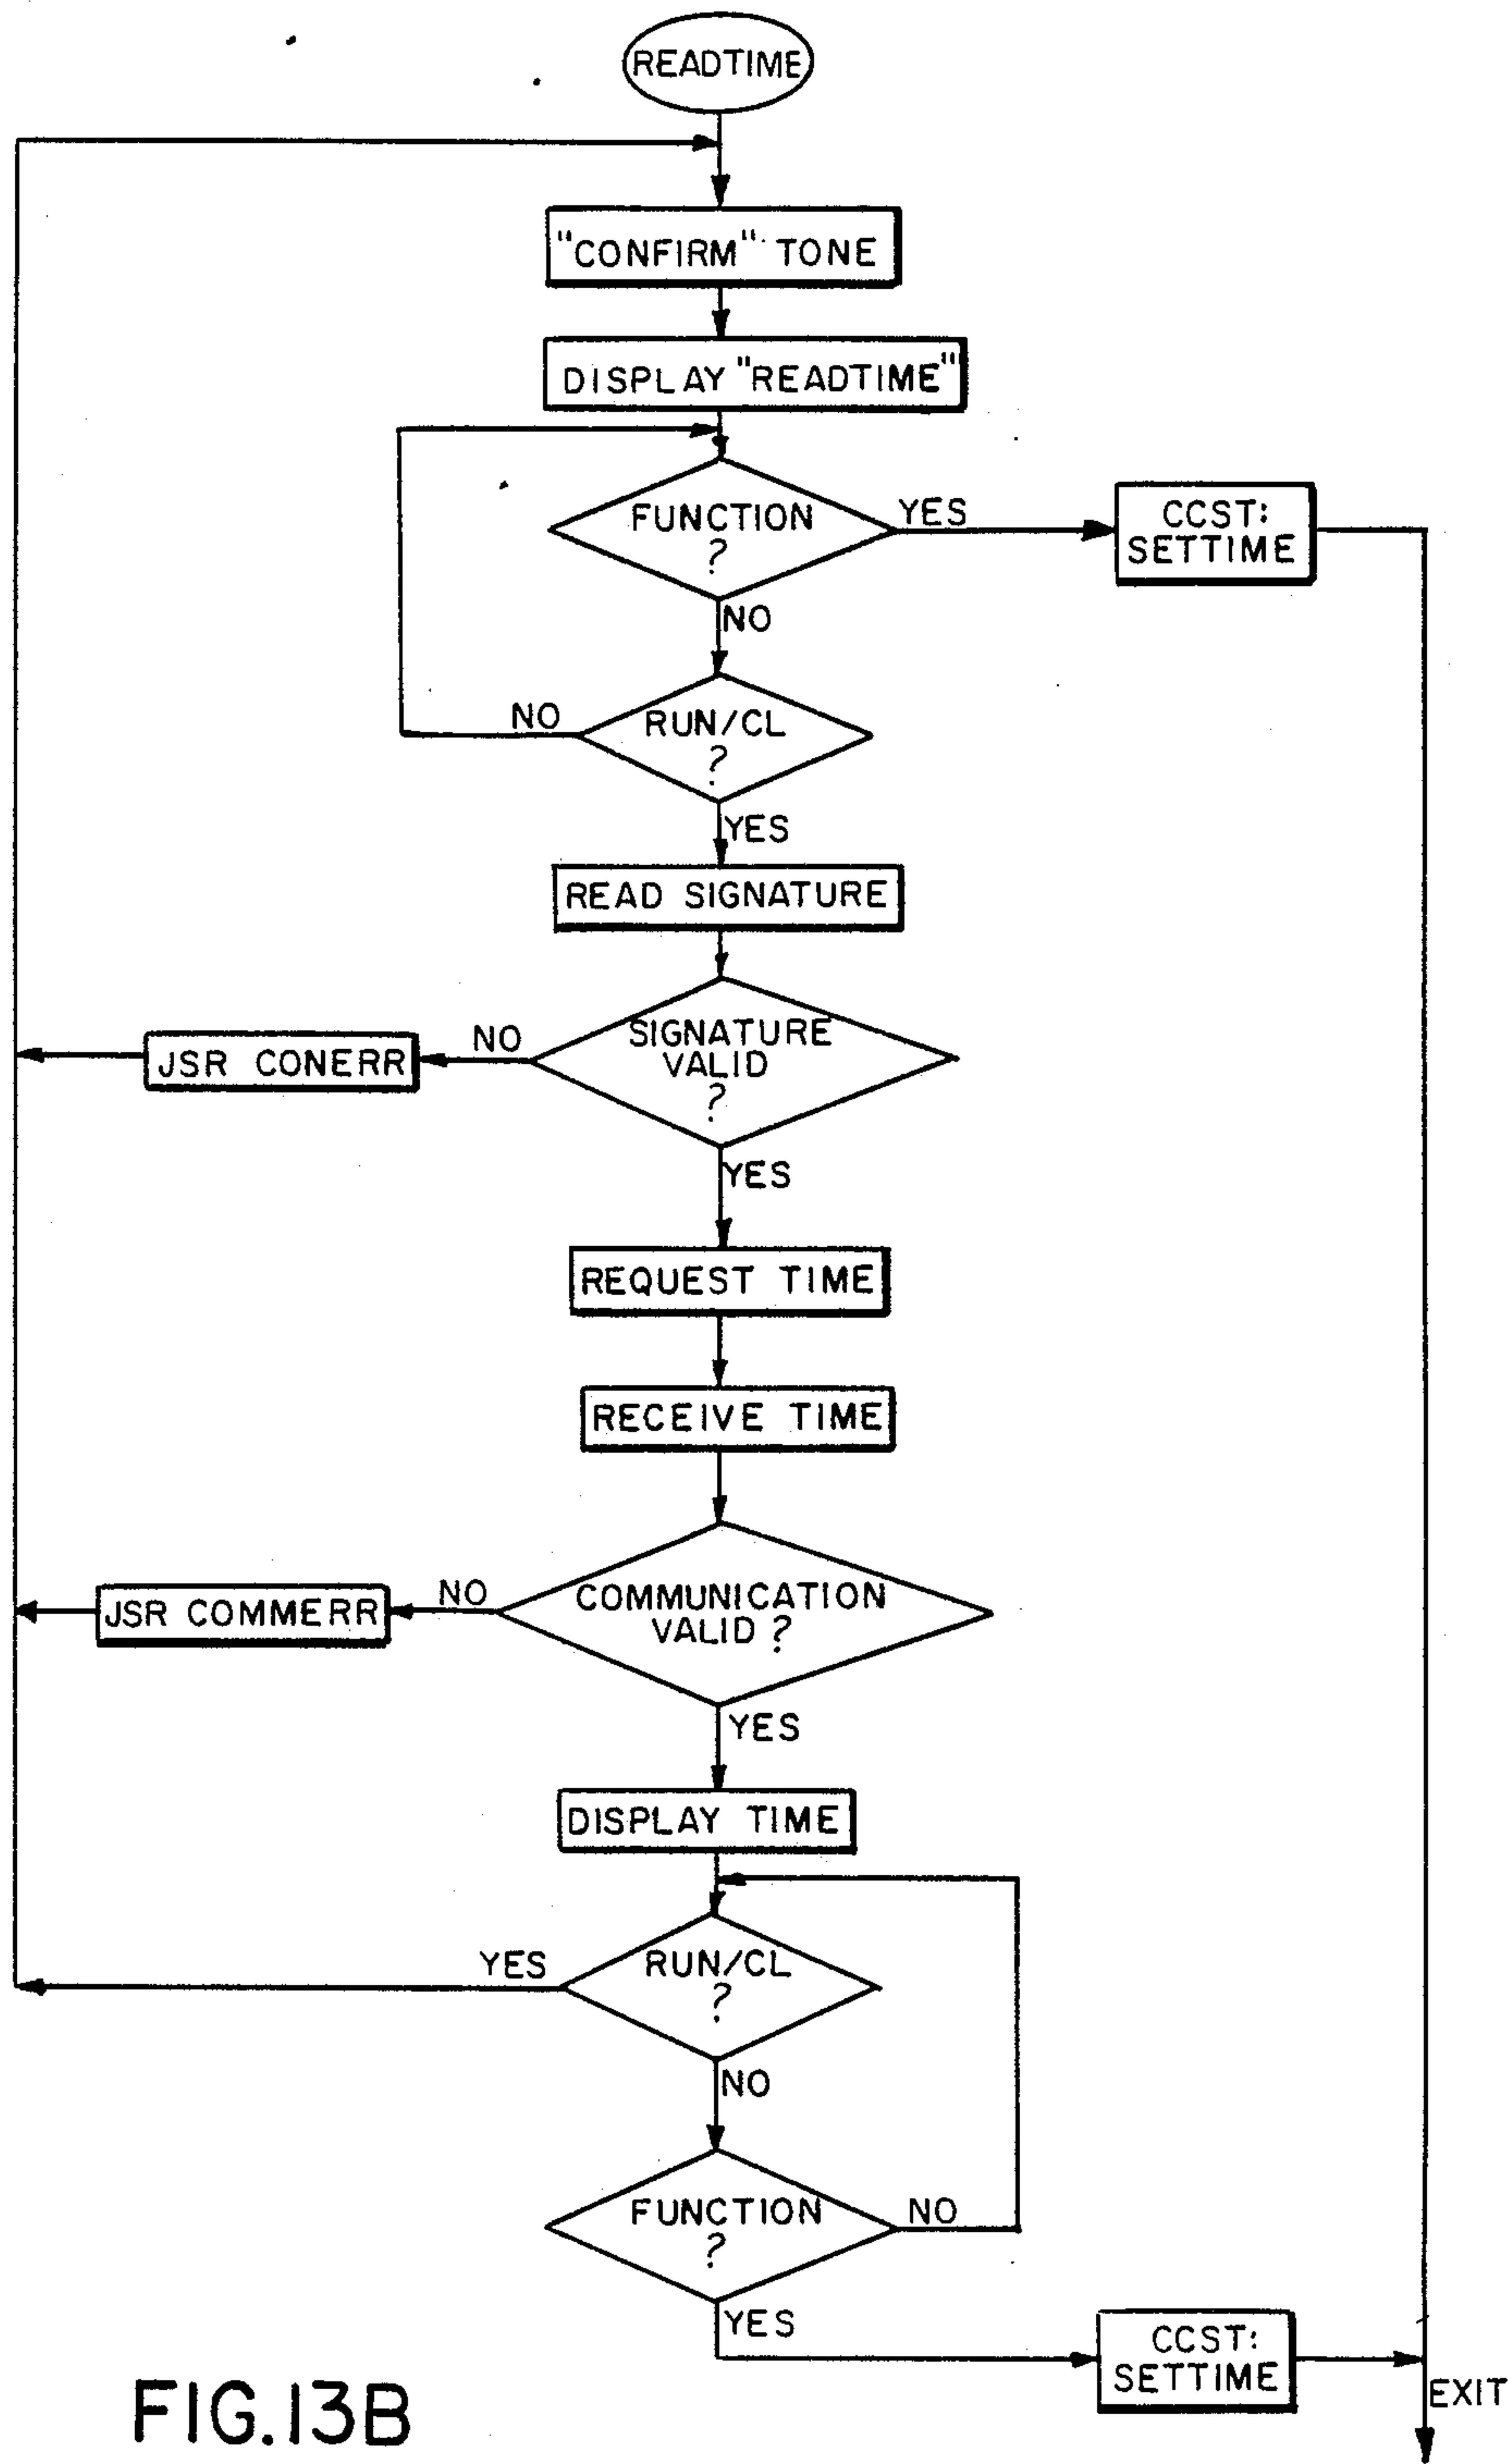 READTIME
"CONFIRM" TONE
DISPLAY "READTIME"
FUNCTION
?
YES
CCST:
SETTIME
NO
RUN/CL
?
NO
YES
READ SIGNATURE
SIGNATURE
VALID
?
NO
JSR CONERR
YES
REQUEST TIME
RECEIVE TIME
COMMUNICATION
VALID ?
NO
JSR COMMERR
YES
DISPLAY TIME
RUN/CL
?
YES
NO
FUNCTION
?
NO
YES
CCST:
SETTIME
EXIT
FIG.13B